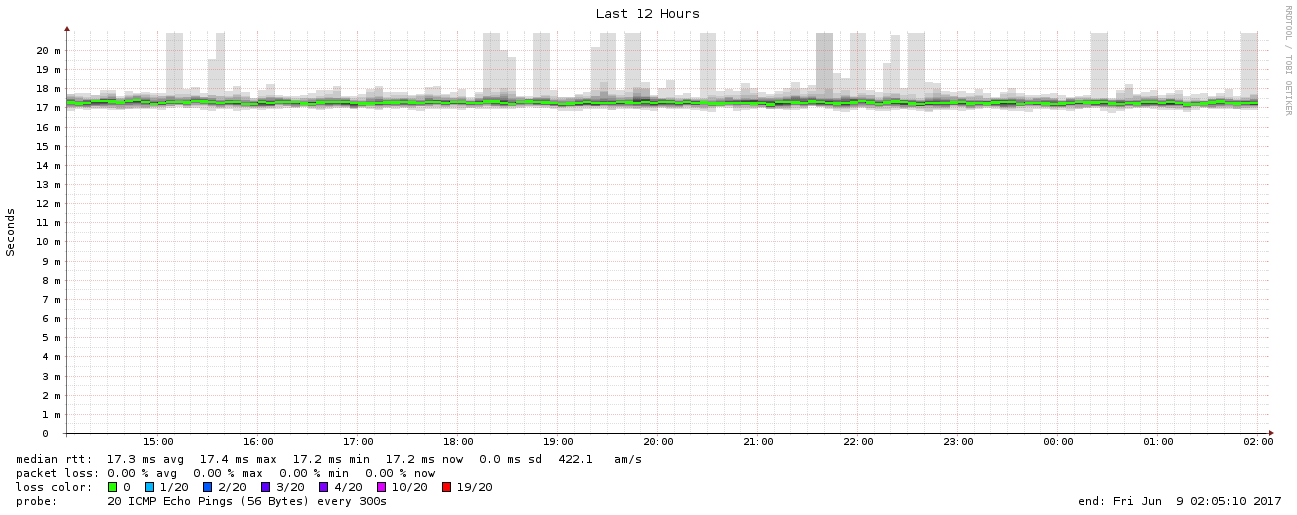 Last 12 Hours
RRDTOOL / TOBI OETIKER
Seconds
20 m
19 m
18 m
17 m
16 m
15 m
14 m
13 m
12 m
11 m
10 m
9 m
8 m
7 m
6 m
5 m
4 m
3 m
2 m
1 m
0
15:00 16:00 17:00 18:00 19:00 20:00 21:00 22:00 23:00 00:00 01:00 02:00
median rtt: 17.3 ms avg 17.4 ms max 17.2 ms min 17.2 ms now 0.0 ms sd 422.1 am/s
packet loss: 0.00 % avg 0.00 % max 0.00 % min 0.00 % now
loss color: 0 1/20 2/20 3/20 4/20 10/20 19/20
probe: 20 ICMP Echo Pings (56 Bytes) every 300s end: Fri Jun 9 02:05:10 2017